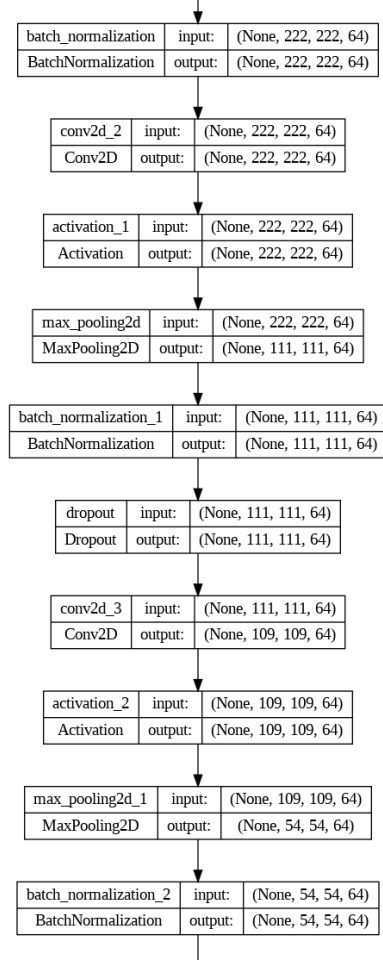 batch_normalization input: (None, 222, 222, 64)
BatchNormalization output: (None, 222, 222, 64)
conv2d_2 input: (None, 222, 222, 64)
Conv2D output: (None, 222, 222, 64)
activation_1 input: (None, 222, 222, 64)
Activation output: (None, 222, 222, 64)
max_pooling2d input: (None, 222, 222, 64)
MaxPooling2D output: (None, 111, 111, 64)
batch_normalization_1 input: (None, 111, 111, 64)
BatchNormalization output: (None, 111, 111, 64)
dropout input: (None, 111, 111, 64)
Dropout output: (None, 111, 111, 64)
conv2d_3 input: (None, 111, 111, 64)
Conv2D output: (None, 109, 109, 64)
activation_2 input: (None, 109, 109, 64)
Activation output: (None, 109, 109, 64)
max_pooling2d_1 input: (None, 109, 109, 64)
MaxPooling2D output: (None, 54, 54, 64)
batch_normalization_2 input: (None, 54, 54, 64)
BatchNormalization output: (None, 54, 54, 64)